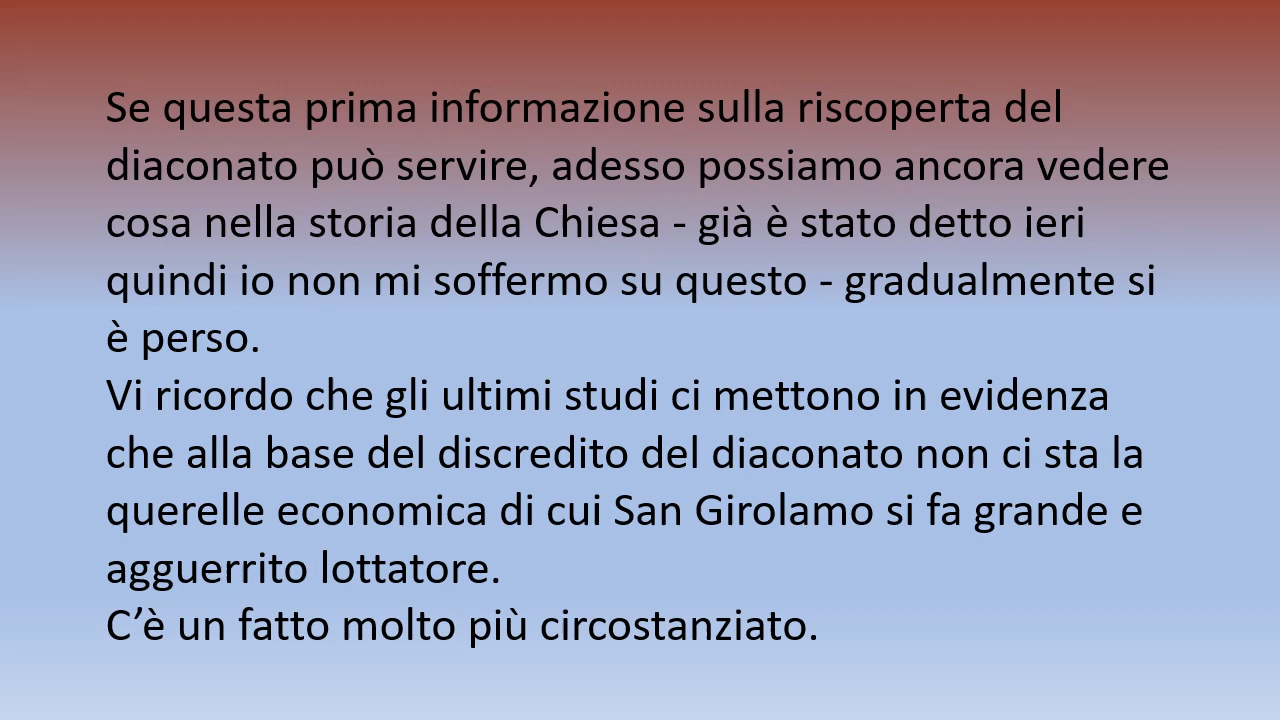 Se questa prima informazione sulla riscoperta del
diaconato può servire, adesso possiamo ancora vedere
cosa nella storia della Chiesa - già è stato detto ieri
quindi io non mi soffermo su questo - gradualmente si
è perso.
Vi ricordo che gli ultimi studi ci mettono in evidenza
che alla base del discredito del diaconato non ci sta la
querelle economica di cui San Girolamo si fa grande e
agguerrito lottatore.
C’è un fatto molto più circostanziato.